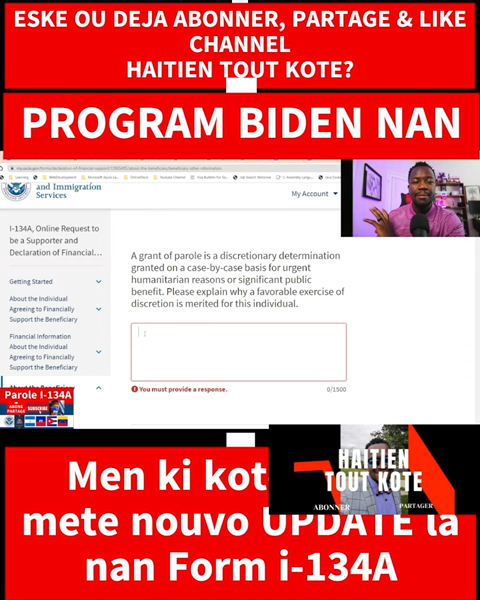 ESKE OU DEJA ABONNER, PARTAGE & LIKE
CHANNEL
HAITIEN TOUT KOTE?
PROGRAM BIDEN NAN
and Immigration
Services
My Account
I-134A, Online Request to
be a Supporter and
Declaration of Financial...
Getting Started
About the Individual
Agreeing to Financially
Support the Beneficiary
Financial Information
About the Individual
Agreeing to Financially
Support the Beneficiary
A grant of parole is a discretionary determination
granted on a case-by-case basis for urgent
humanitarian reasons or significant public
benefit. Please explain why a favorable exercise of
discretion is merited for this individual.
You must provide a response.
0/1500
Parole I-134A
ABONE
PARTAGE
SUBSCRIBE
HAITIEN
TOUT KOTE
ABONNER
PARTAGER
Men ki
mete nouvo UPDATE la
nan Form i-134A